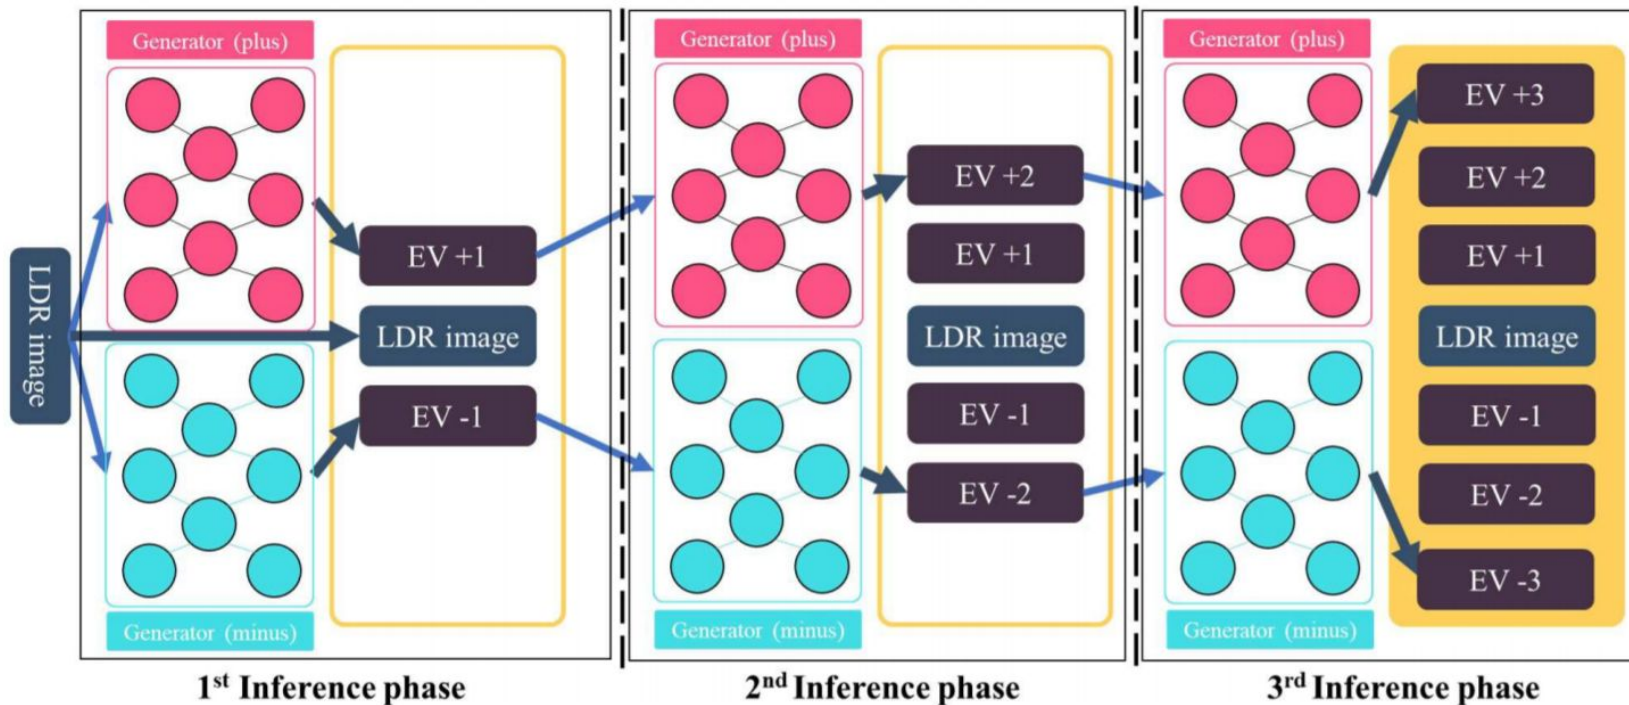 LDR image
Generator (plus)
EV +1
LDR image
EV -1
Generator (minus)
1st Inference phase
Generator (plus)
EV +2
EV +1
LDR image
EV -1
EV -2
Generator (minus)
2nd Inference phase
Generator (plus)
EV +3
EV +2
EV +1
LDR image
EV -1
EV -2
EV -3
Generator (minus)
3rd Inference phase